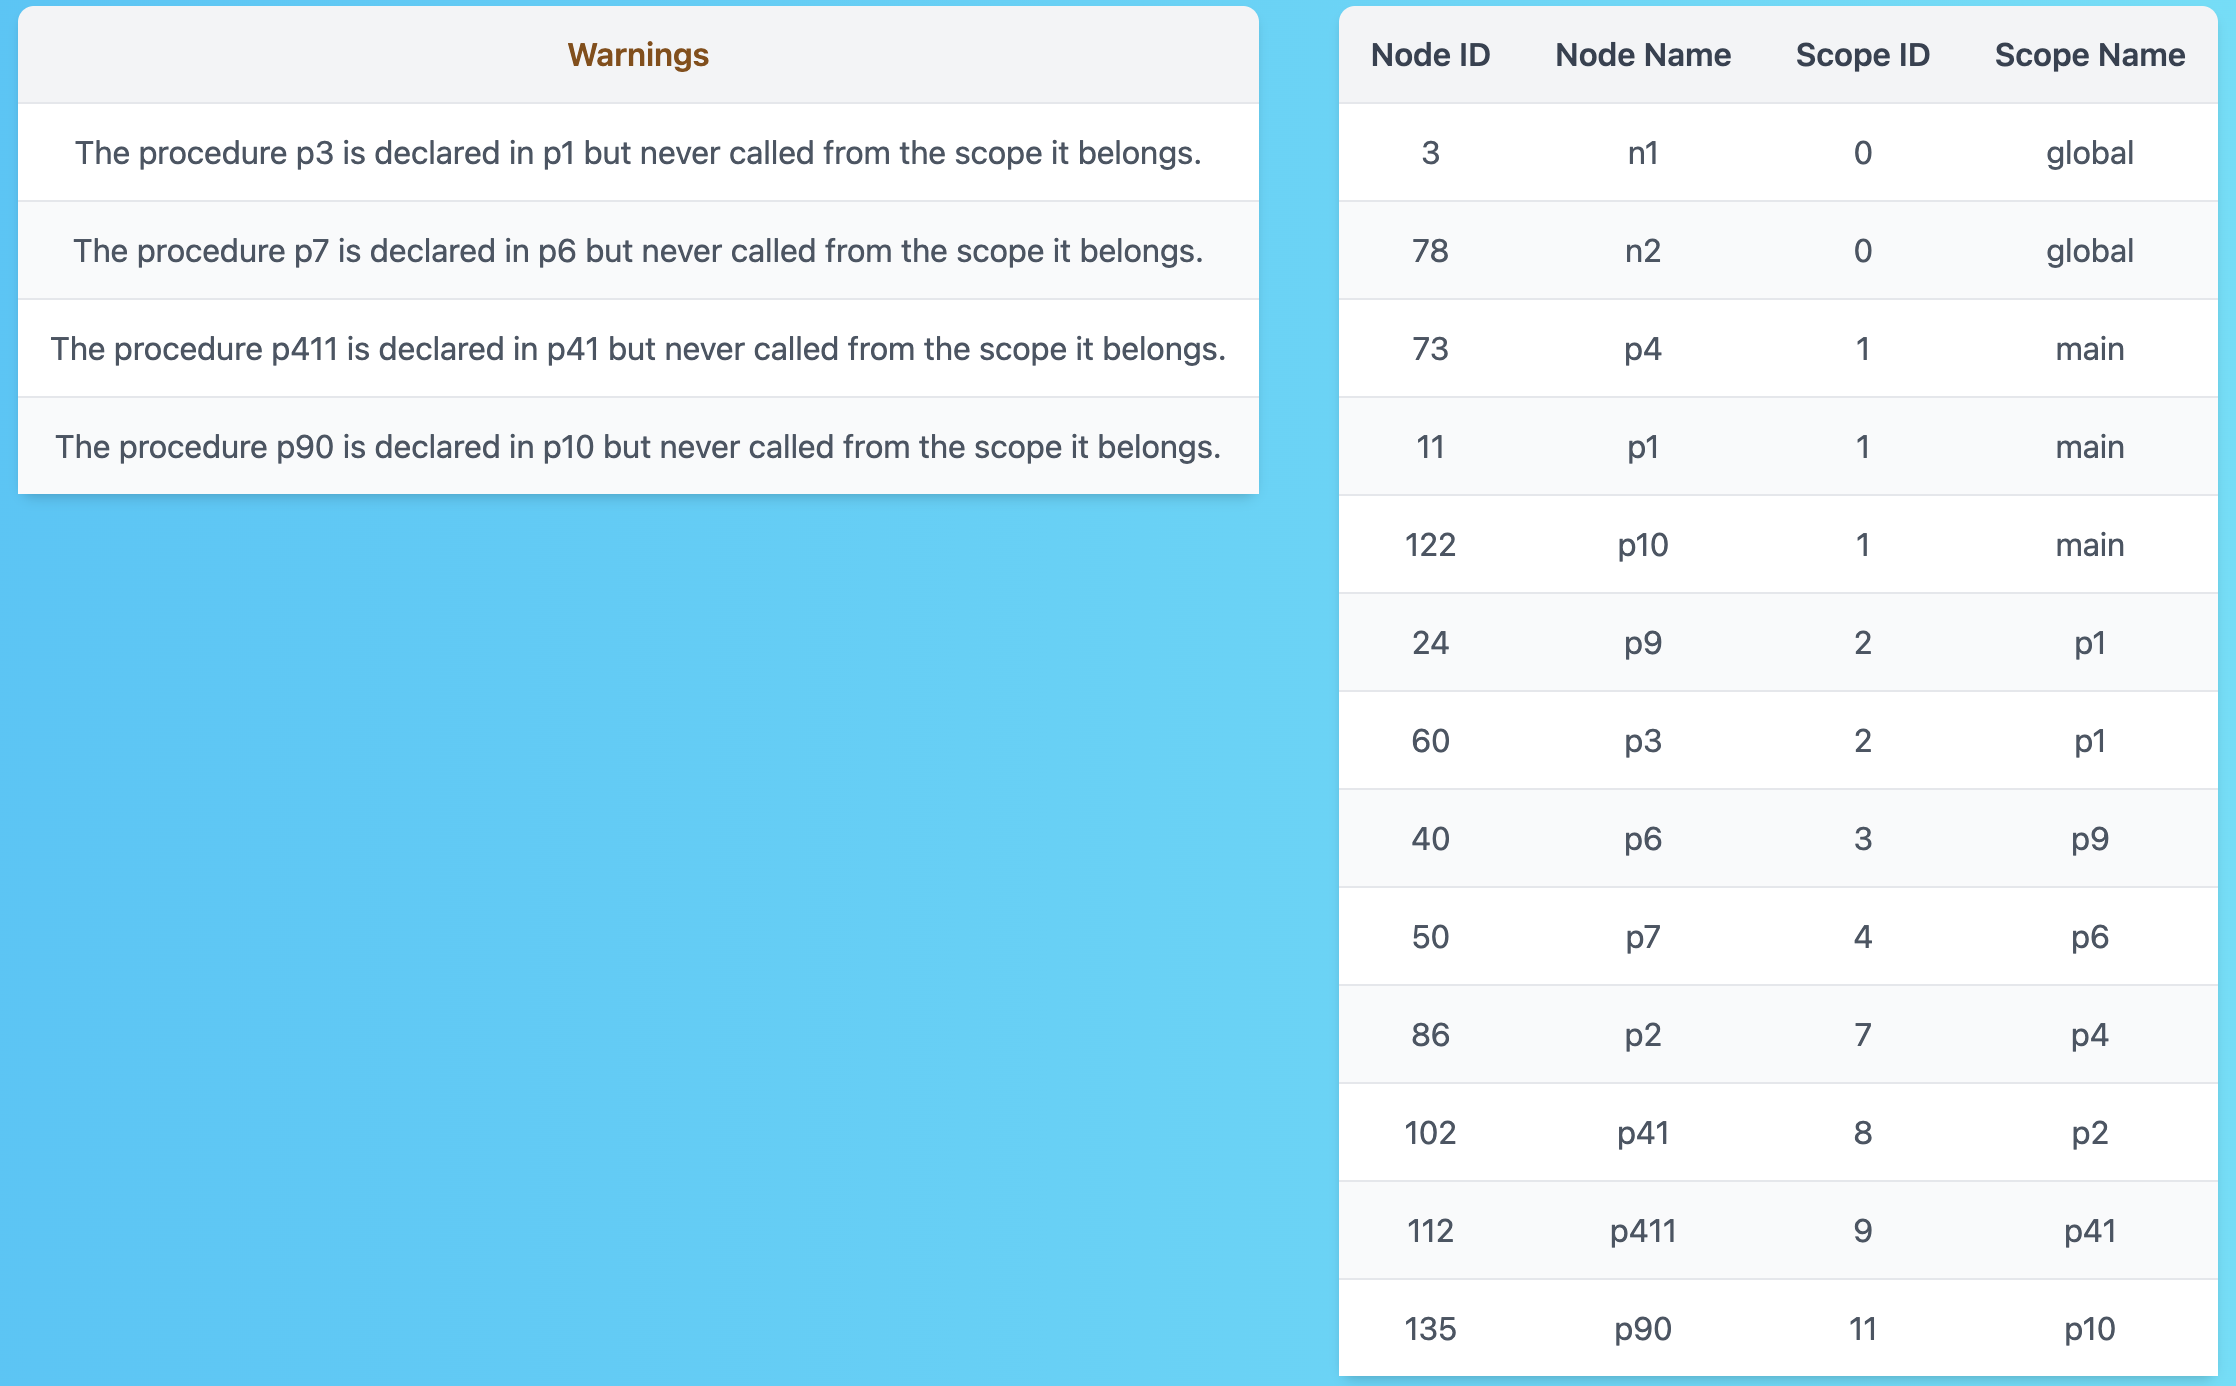 Warnings
The procedure p3 is declared in p1 but never called from the scope it belongs.
The procedure p7 is declared in p6 but never called from the scope it belongs.
The procedure p411 is declared in p41 but never called from the scope it belongs.
The procedure p90 is declared in p10 but never called from the scope it belongs.
Node ID Node Name Scope ID Scope Name
3 n1 0 global
78 n2 0 global
73 p4 1 main
11 p1 1 main
122 p10 1 main
24 p9 2 p1
60 p3 2 p1
40 p6 3 p9
50 p7 4 p6
86 p2 7 p4
102 p41 8 p2
112 p411 9 p41
135 p90 11 p10